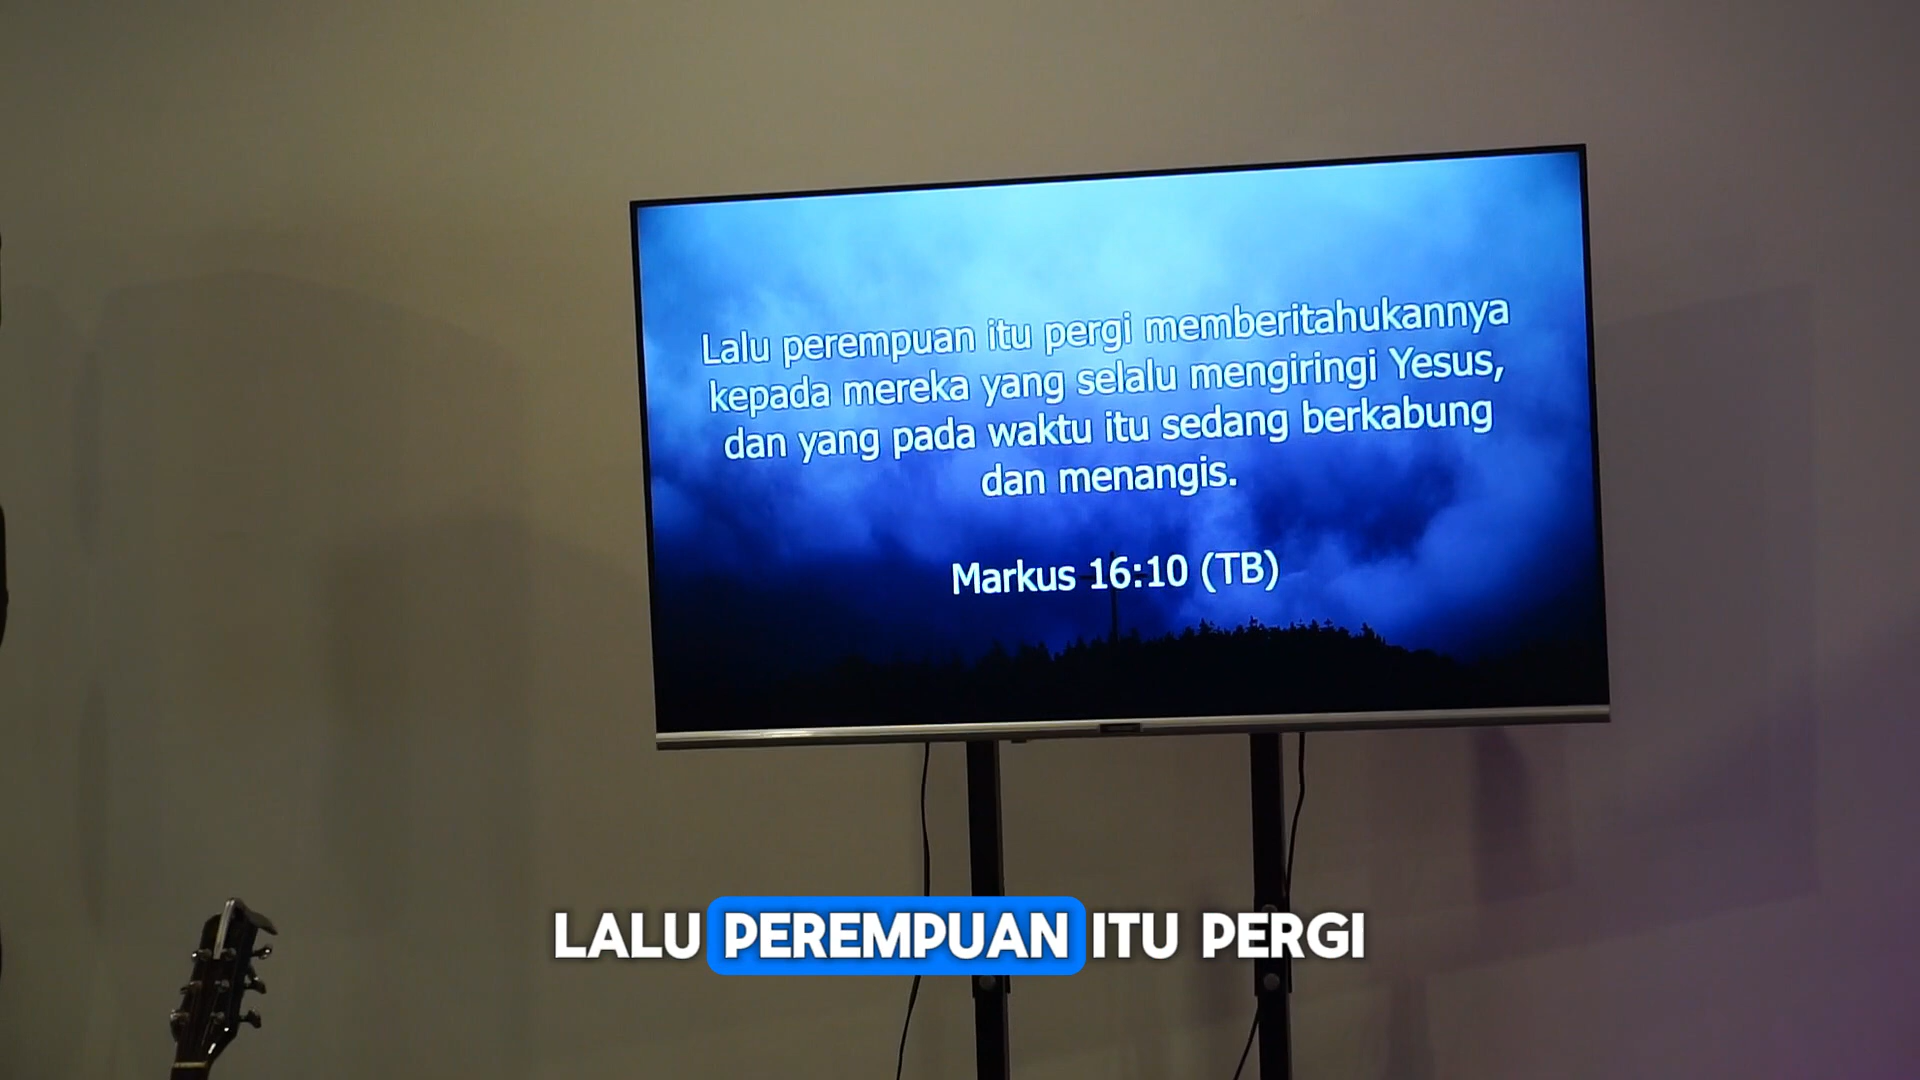 Lalu perempuan itu pergi memberitahukannya
kepada mereka yang selalu mengiringi Yesus,
dan yang pada waktu itu sedang berkabung
dan menangis.
Markus 16:10 (TB)
LALU PEREMPUAN ITU PERGI